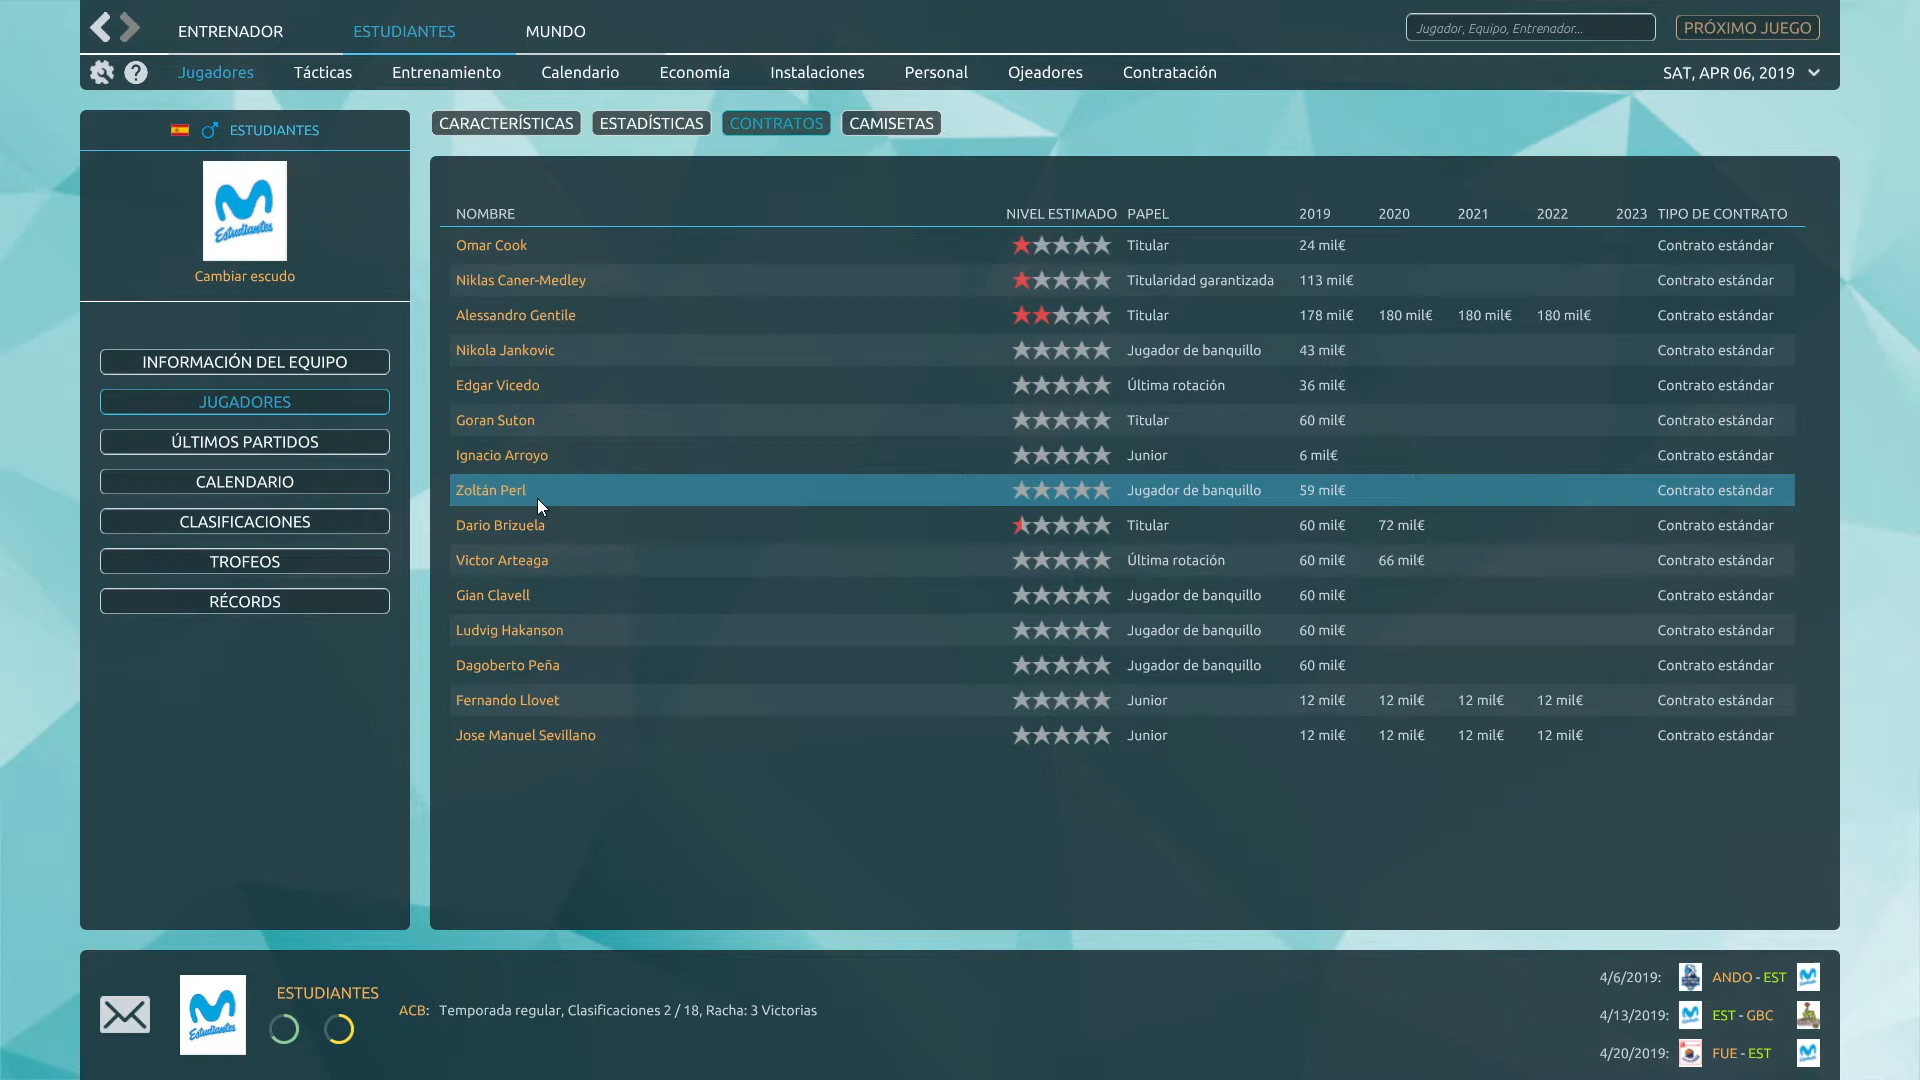 ENTRENADOR ESTUDIANTES MUNDO Jugador, Equipo, Entrenador... PRÓXIMO JUEGO
Jugadores Tácticas Entrenamiento Calendario Economía Instalaciones Personal Ojeadores Contratación SAT, APR 06, 2019
ESTUDIANTES
Estudiantes
Cambiar escudo
INFORMACIÓN DEL EQUIPO
JUGADORES
ÚLTIMOS PARTIDOS
CALENDARIO
CLASIFICACIONES
TROFEOS
RÉCORDS
CARACTERÍSTICAS ESTADÍSTICAS CONTRATOS CAMISETAS
NOMBRE NIVEL ESTIMADO PAPEL 2019 2020 2021 2022 2023 TIPO DE CONTRATO
Omar Cook Titular 24 mil€ Contrato estándar
Niklas Caner-Medley Titularidad garantizada 113 mil€ Contrato estándar
Alessandro Gentile Titular 178 mil€ 180 mil€ 180 mil€ 180 mil€ Contrato estándar
Nikola Jankovic Jugador de banquillo 43 mil€ Contrato estándar
Edgar Vicedo Última rotación 36 mil€ Contrato estándar
Goran Suton Titular 60 mil€ Contrato estándar
Ignacio Arroyo Junior 6 mil€ Contrato estándar
Zoltán Perl Jugador de banquillo 59 mil€ Contrato estándar
Dario Brizuela Titular 60 mil€ 72 mil€ Contrato estándar
Victor Arteaga Última rotación 60 mil€ 66 mil€ Contrato estándar
Gian Clavell Jugador de banquillo 60 mil€ Contrato estándar
Ludvig Hakanson Jugador de banquillo 60 mil€ Contrato estándar
Dagoberto Peña Jugador de banquillo 60 mil€ Contrato estándar
Fernando Llovet Junior 12 mil€ 12 mil€ 12 mil€ 12 mil€ Contrato estándar
Jose Manuel Sevillano Junior 12 mil€ 12 mil€ 12 mil€ 12 mil€ Contrato estándar
Estudiantes
ESTUDIANTES
ACB: Temporada regular, Clasificaciones 2 / 18, Racha: 3 Victorias
4/6/2019: ANDO - EST
4/13/2019: EST - GBC
4/20/2019: FUE - EST